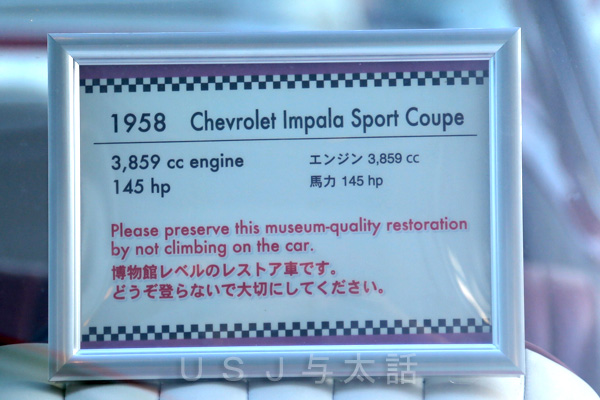 1958 Chevrolet Impala Sport Coupe
3,859 cc engine エンジン 3,859 cc
145 hp 馬力 145 hp
Please preserve this museum-quality restoration
by not climbing on the car.
博物館レベルのレストア車です。
どうぞ登らないで大切にしてください。
ＵＳＪ与太話